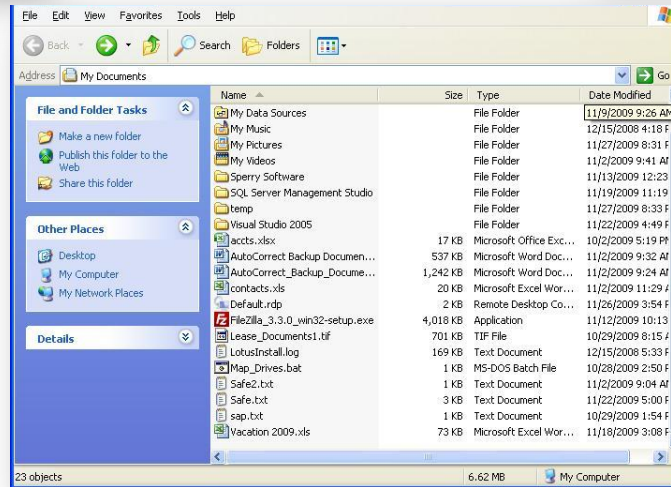 File Edit View Favorites Tools Help
Back Search Folders
Address My Documents Go
File and Folder Tasks
Make a new folder
Publish this folder to the
Web
Share this folder
Other Places
Desktop
My Computer
My Network Places
Details
Name Size Type Date Modified
My Data Sources File Folder 11/9/2009 9:26 AM
My Music File Folder 12/15/2008 4:18 P
My Pictures File Folder 11/27/2009 8:31 P
My Videos File Folder 11/2/2009 9:41 AM
Sperry Software File Folder 11/13/2009 12:23
SQL Server Management Studio File Folder 11/19/2009 11:19
temp File Folder 11/27/2009 8:33 P
Visual Studio 2005 File Folder 11/22/2009 4:49 P
accts.xlsx 17 KB Microsoft Office Exc... 10/2/2009 5:19 PM
AutoCorrect Backup Documen... 537 KB Microsoft Word Doc... 11/2/2009 9:32 AM
AutoCorrect_Backup_Docume... 1,242 KB Microsoft Word Doc... 11/2/2009 9:24 AM
contacts.xls 20 KB Microsoft Excel Wor... 11/2/2009 11:29 A
Default.rdp 2 KB Remote Desktop Co... 11/26/2009 3:54 P
FileZilla_3.3.0_win32-setup.exe 4,018 KB Application 11/12/2009 10:13
Lease_Documents1.tif 701 KB TIF File 10/29/2009 8:15 A
LotusInstall.log 169 KB Text Document 12/15/2008 5:33 P
Map_Drives.bat 1 KB MS-DOS Batch File 10/28/2009 2:50 P
Safe2.txt 1 KB Text Document 11/2/2009 9:04 AM
Safe.txt 3 KB Text Document 11/22/2009 5:00 P
sap.txt 1 KB Text Document 10/29/2009 1:54 P
Vacation 2009.xls 73 KB Microsoft Excel Wor... 11/18/2009 3:08 P
23 objects 6.62 MB My Computer